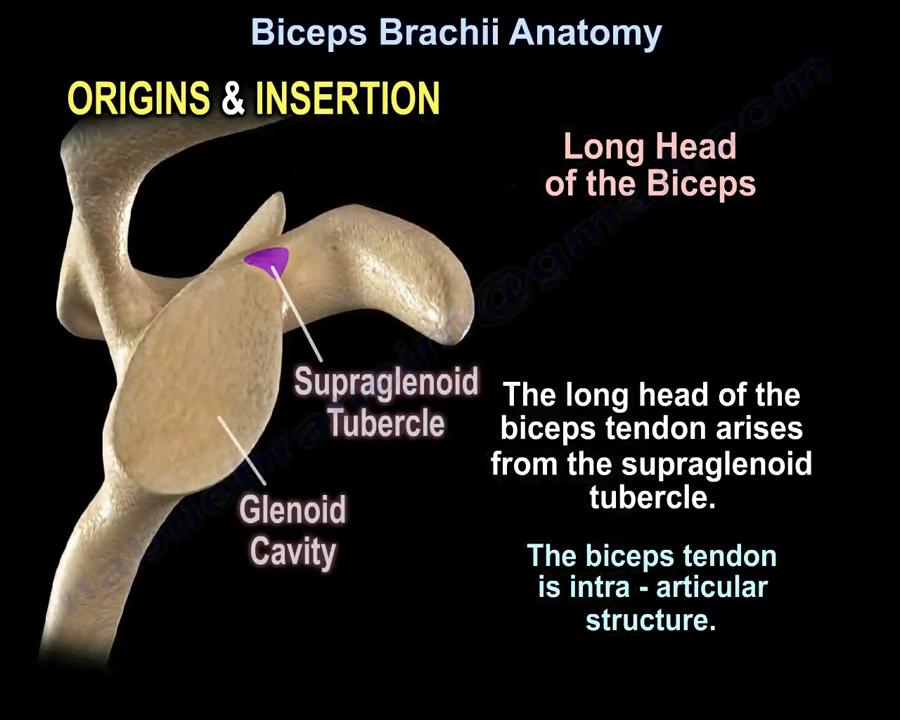 Biceps Brachii Anatomy
ORIGINS & INSERTION
Long Head
of the Biceps
Supraglenoid
Tubercle
Glenoid
Cavity
The long head of the
biceps tendon arises
from the supraglenoid
tubercle.
The biceps tendon
is intra - articular
structure.